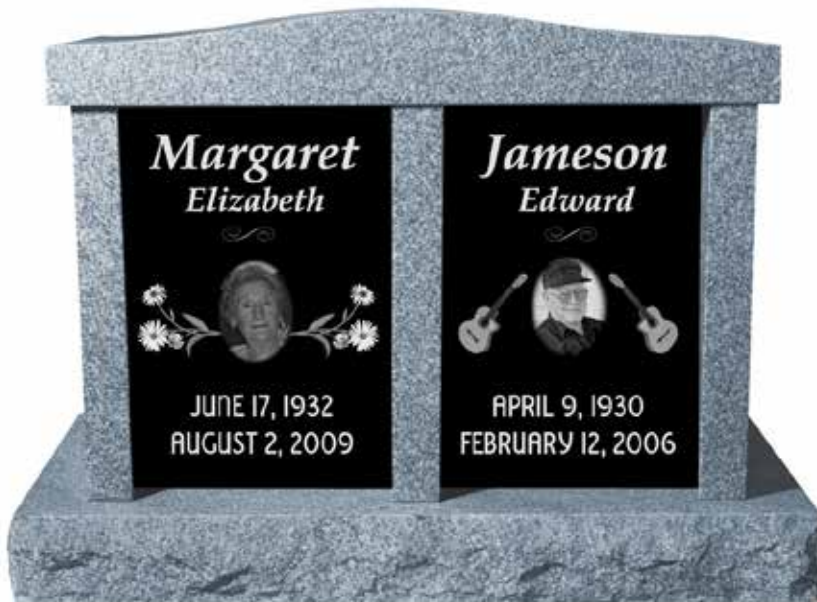 Margaret
Elizabeth
JUNE 17, 1932
AUGUST 2, 2009
Jameson
Edward
APRIL 9, 1930
FEBRUARY 12, 2006